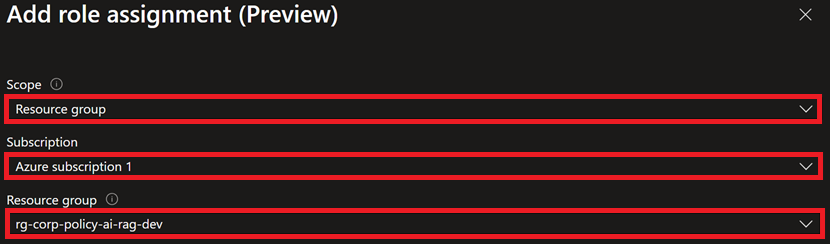 Add role assignment (Preview)
Scope
Resource group
Subscription
Azure subscription 1
Resource group
rg-corp-policy-ai-rag-dev